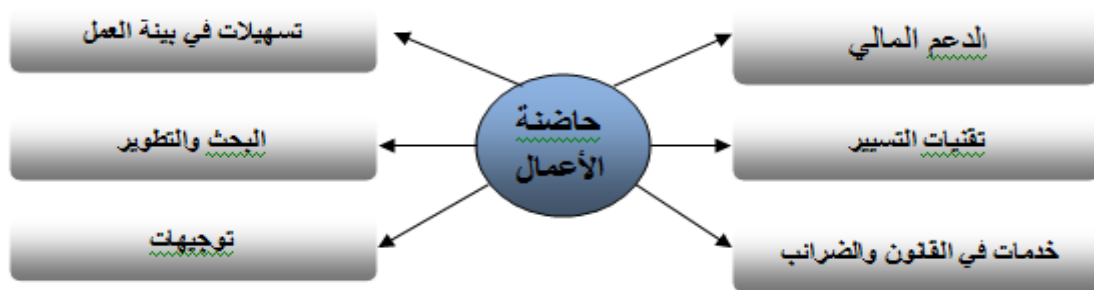 الدعم المالي
تسهيلات في بيئة العمل
حاضنة
الأعمال
تقنيات التسيير
البحث والتطوير
خدمات في القانون والضرائب
توجيهات